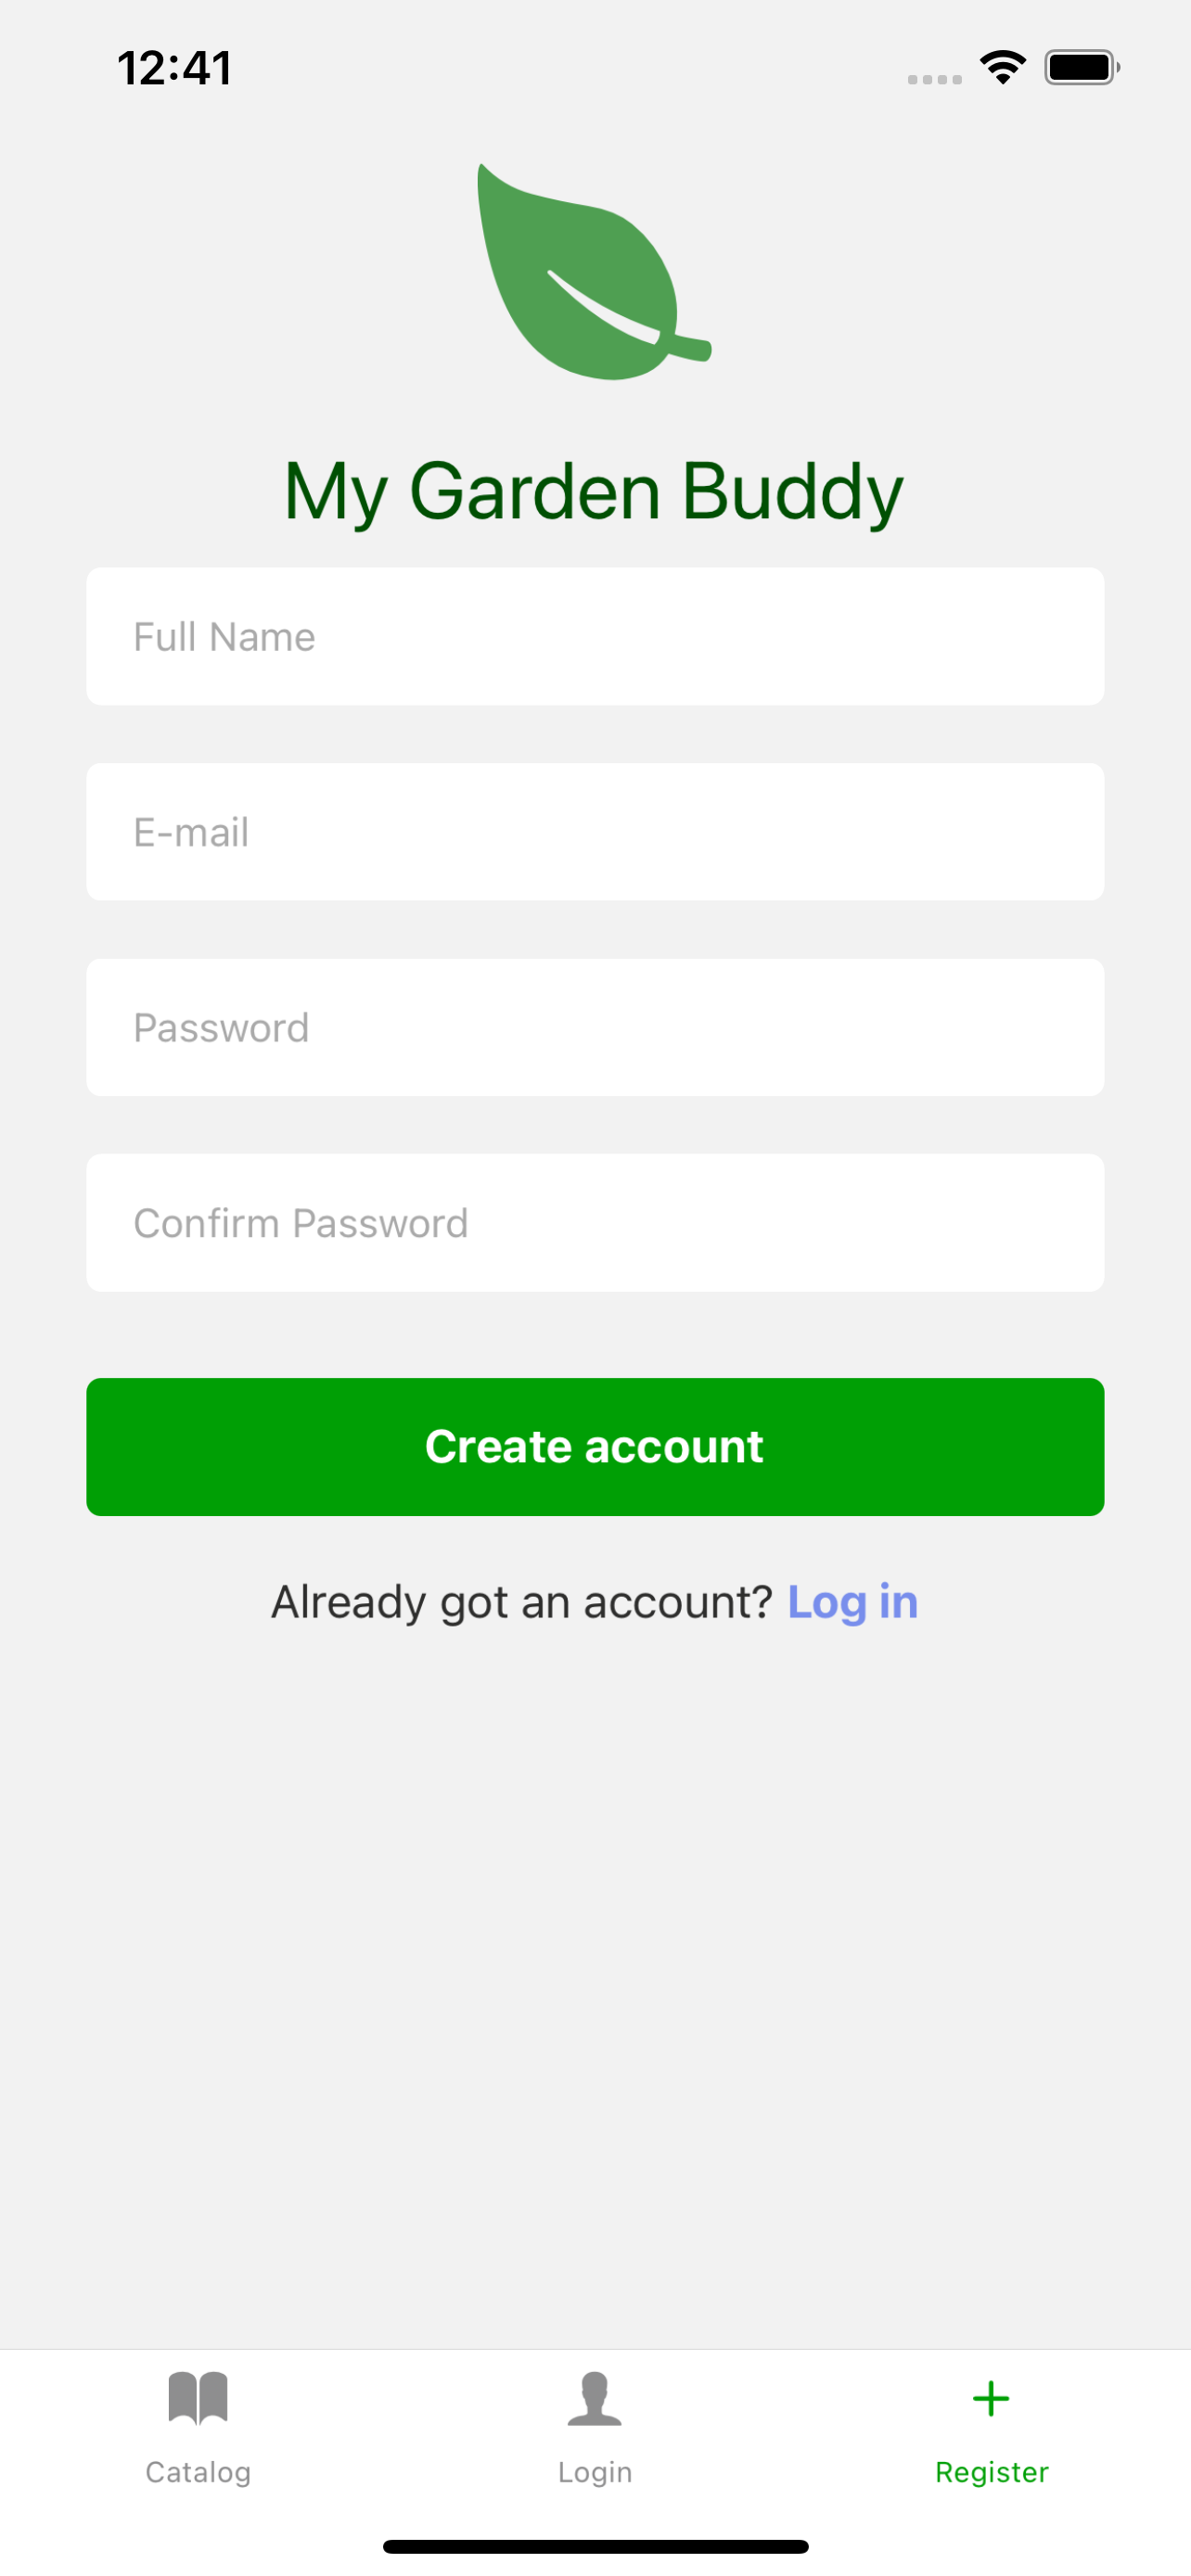 12:41
My Garden Buddy
Full Name
E-mail
Password
Confirm Password
Create account
Already got an account? Log in
Catalog
Login
Register